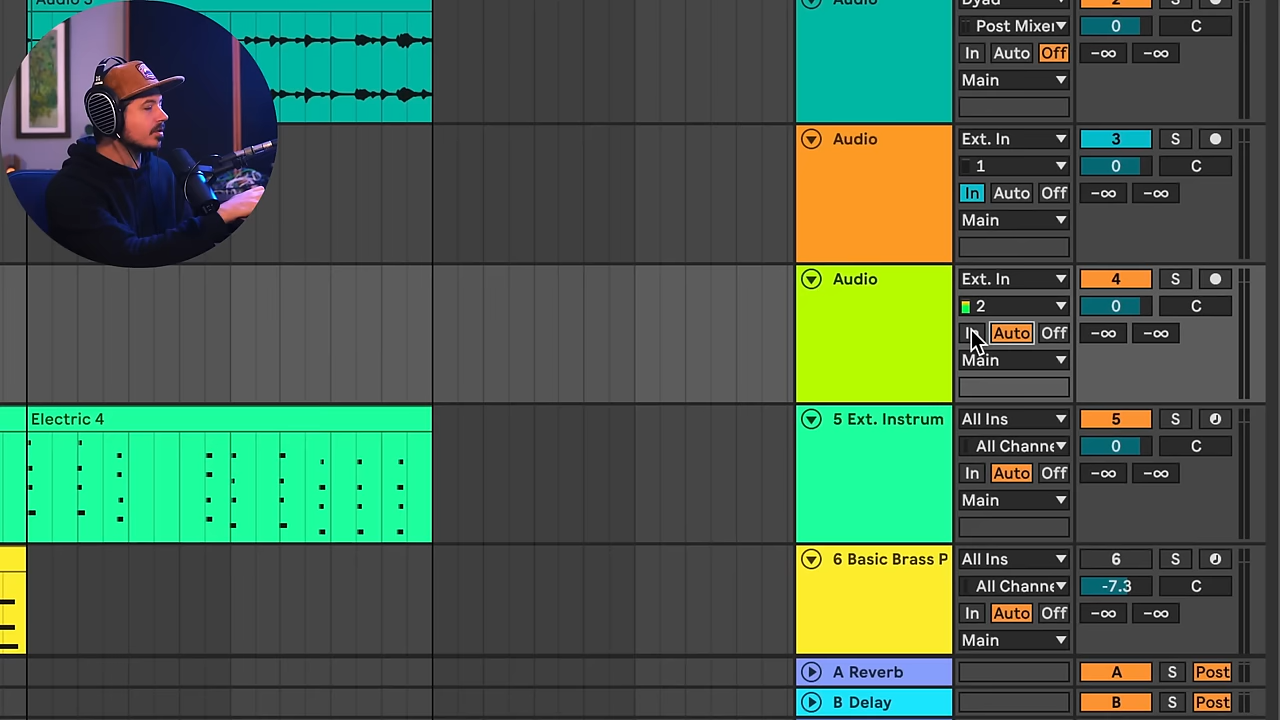 Audio 3
Audio Dyad 2 S
Post Mixer 0 C
In Auto Off -∞ -∞
Main
Audio Ext. In 3 S
1 0 C
In Auto Off -∞ -∞
Main
Audio Ext. In 4 S
2 0 C
In Auto Off -∞ -∞
Main
Electric 4 5 Ext. Instrum All Ins 5 S
All Channe 0 C
In Auto Off -∞ -∞
Main
6 Basic Brass P All Ins 6 S
All Channe -7.3 C
In Auto Off -∞ -∞
Main
A Reverb A S Post
B Delay B S Post